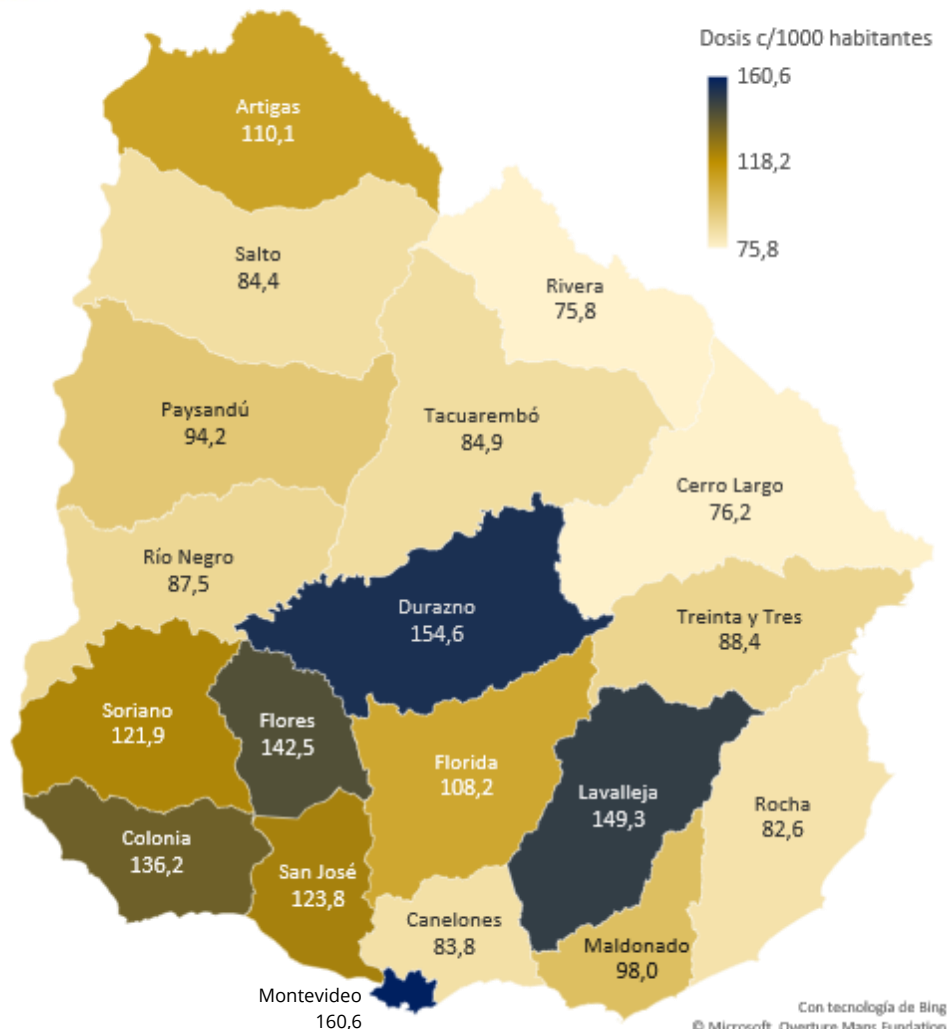 Dosis c/1000 habitantes
160,6
118,2
75,8
Artigas
110,1
Salto
84,4
Rivera
75,8
Paysandú
94,2
Tacuarembó
84,9
Cerro Largo
76,2
Río Negro
87,5
Durazno
154,6
Treinta y Tres
88,4
Soriano
121,9
Flores
142,5
Florida
108,2
Lavalleja
149,3
Rocha
82,6
Colonia
136,2
San José
123,8
Canelones
83,8
Maldonado
98,0
Montevideo
160,6
Con tecnología de Bing
© Microsoft, Overture Maps Fundation